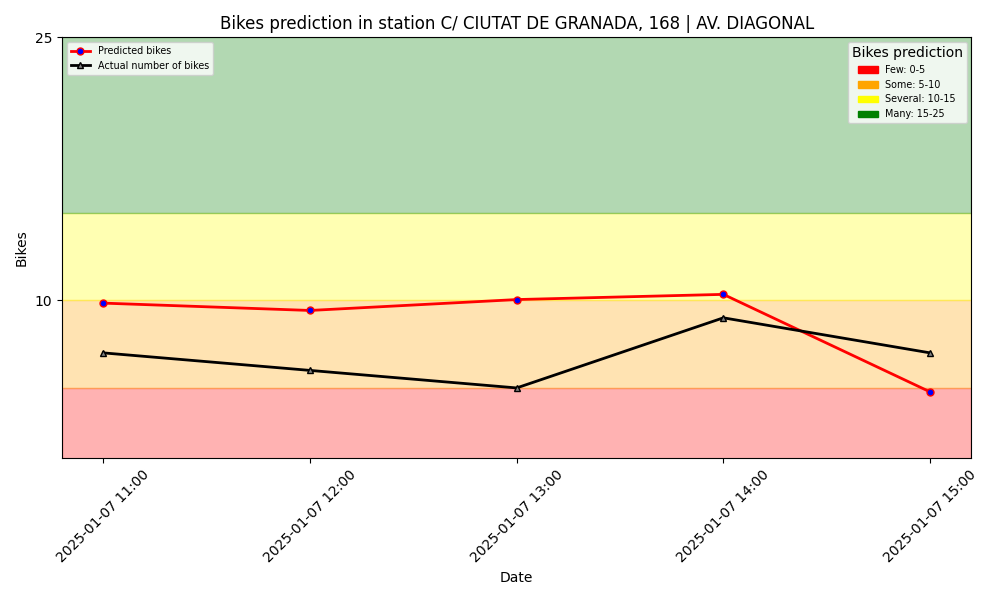 Bikes prediction in station C/ CIUTAT DE GRANADA, 168 | AV. DIAGONAL
25
10
Bikes
Predicted bikes
Actual number of bikes
Bikes prediction
Few: 0-5
Some: 5-10
Several: 10-15
Many: 15-25
2025-01-07 11:00
2025-01-07 12:00
2025-01-07 13:00
2025-01-07 14:00
2025-01-07 15:00
Date